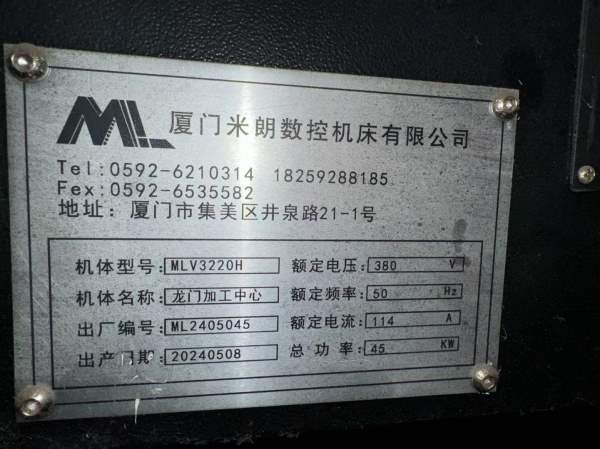 ML 厦门米朗数控机床有限公司
Tel:0592-6210314 18259288185
Fex:0592-6535582
地址：厦门市集美区井泉路21-1号
机体型号:MLV3220H 额定电压:380 V
机体名称:龙门加工中心 额定频率:50 Hz
出厂编号:ML2405045 额定电流:114 A
出产日期:20240508 总功率:45 KW